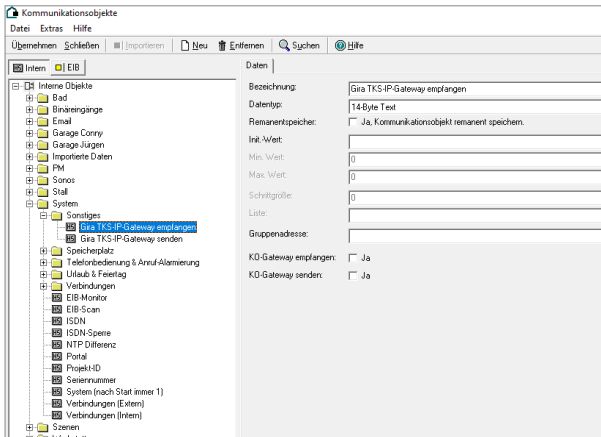 Kommunikationsobjekte
Datei Extras Hilfe
Übernehmen Schließen Importieren Neu Entfernen Suchen Hilfe
Intern EIB
Daten
Interne Objekte
Bad
Binäreingänge
Email
Garage Conny
Garage Jürgen
Importierte Daten
PM
Sonos
Stall
System
Sonstiges
Gira TKS-IP-Gateway empfangen
Gira TKS-IP-Gateway senden
Speicherplatz
Telefonbedienung & Anruf-Alarmierung
Urlaub & Feiertag
Verbindungen
EIB-Monitor
EIB-Scan
ISDN
ISDN-Sperre
NTP Differenz
Portal
Projekt-ID
Seriennummer
System (nach Start immer 1)
Verbindungen (Extern)
Verbindungen (Intern)
Szenen
Bezeichnung: Gira TKS-IP-Gateway empfangen
Datentyp: 14-Byte Text
Remanentspeicher: Ja, Kommunikationsobjekt remanent speichern.
Init.-Wert:
Min. Wert: 0
Max. Wert: 0
Schrittgröße: 0
Liste:
Gruppenadresse:
KO-Gateway empfangen: Ja
KO-Gateway senden: Ja